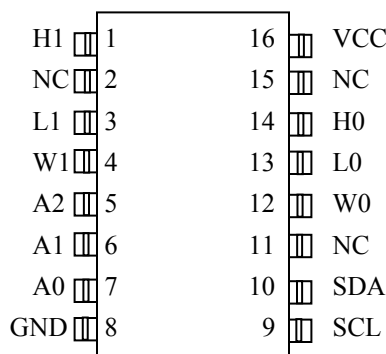 H1 1 16 VCC
NC 2 15 NC
L1 3 14 H0
W1 4 13 L0
A2 5 12 W0
A1 6 11 NC
A0 7 10 SDA
GND 8 9 SCL